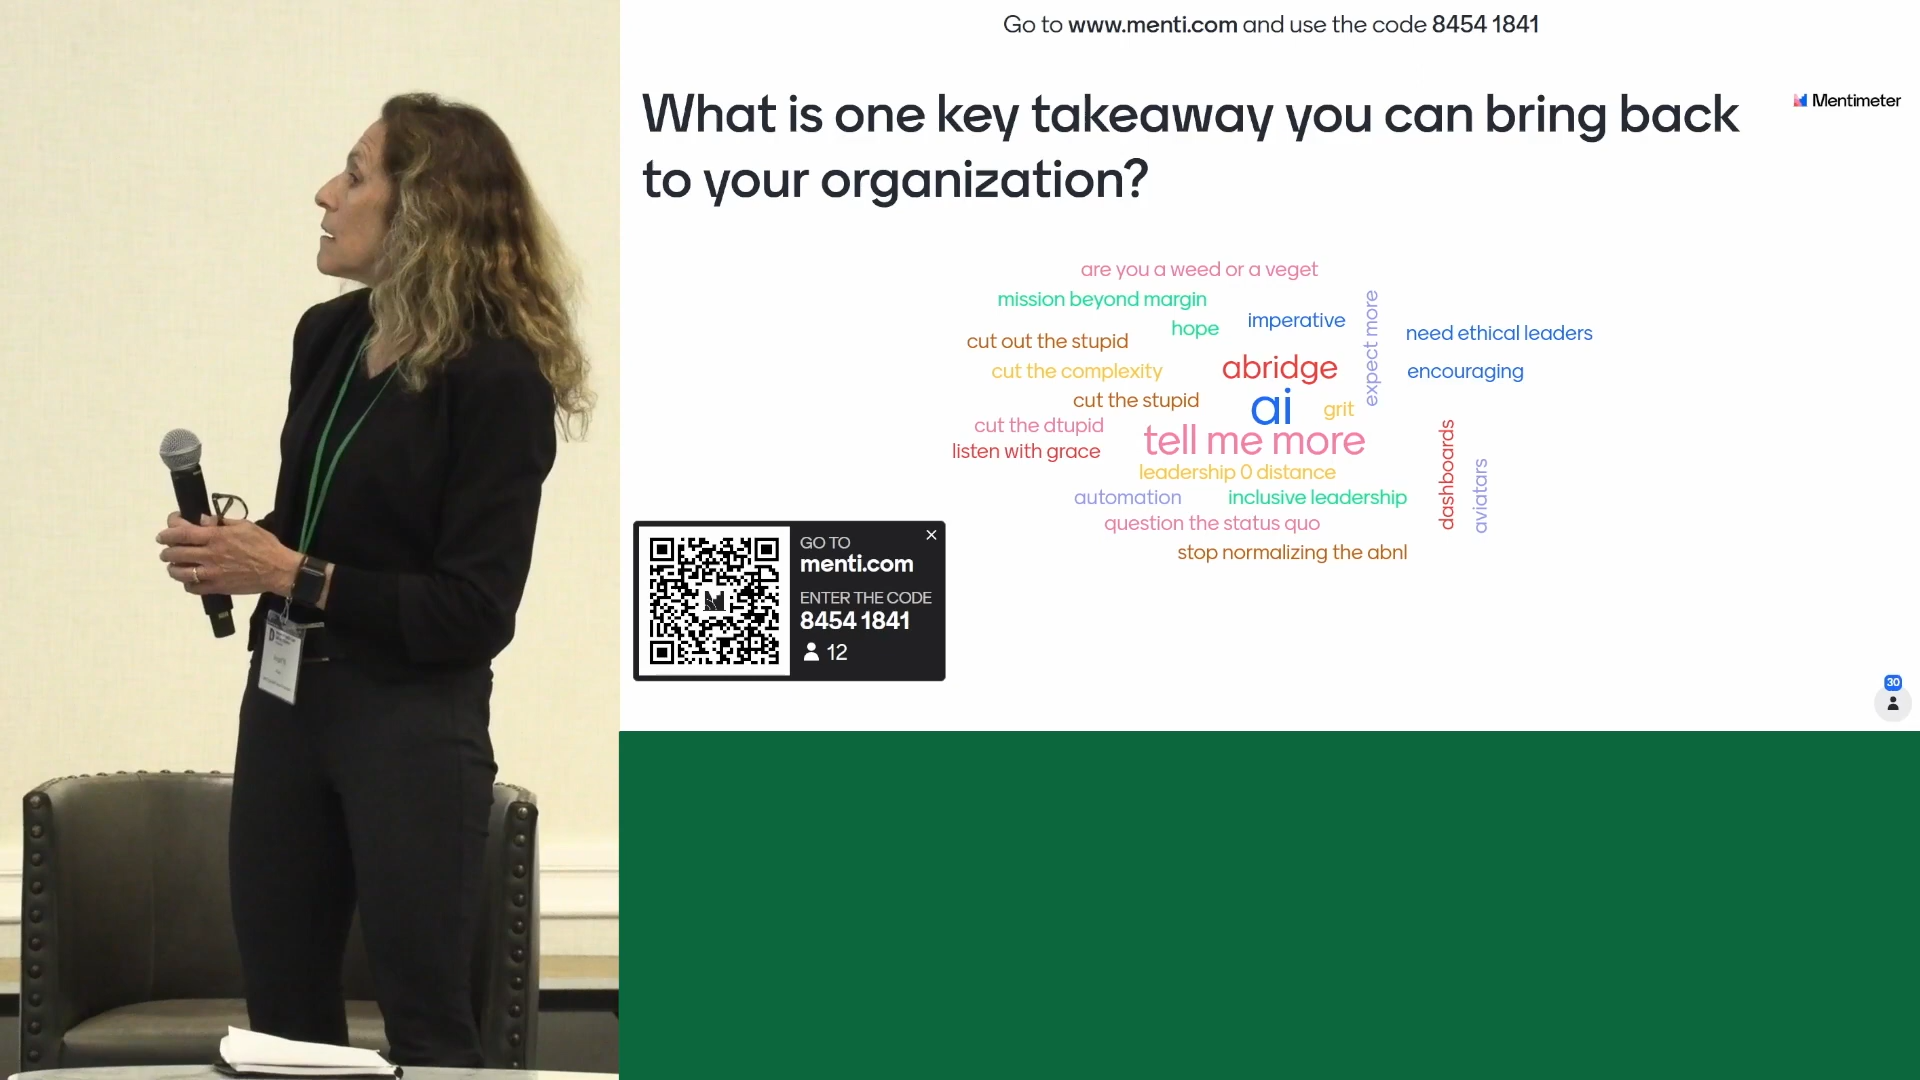 Go to www.menti.com and use the code 8454 1841
What is one key takeaway you can bring back
to your organization?
Mentimeter
are you a weed or a veget
mission beyond margin
hope
imperative
expect more
need ethical leaders
cut out the stupid
cut the complexity
abridge
encouraging
cut the stupid
ai
grit
cut the dtupid
tell me more
listen with grace
leadership 0 distance
dashboards
aviatars
automation
inclusive leadership
question the status quo
stop normalizing the abnl
GO TO
menti.com
ENTER THE CODE
8454 1841
12
30